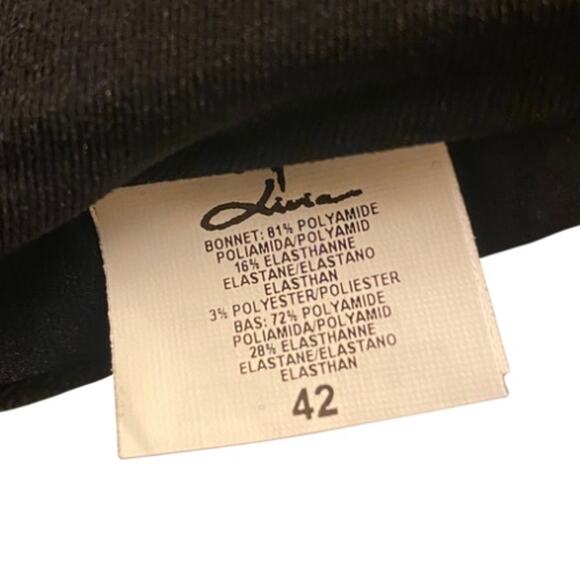 Livia
BONNET: 81% POLYAMIDE
POLIAMIDA/POLYAMID
16% ELASTHANNE
ELASTANE/ELASTANO
ELASTHAN
3% POLYESTER/POLIESTER
BAS: 72% POLYAMIDE
POLIAMIDA/POLYAMID
28% ELASTHANNE
ELASTANE/ELASTANO
ELASTHAN
42